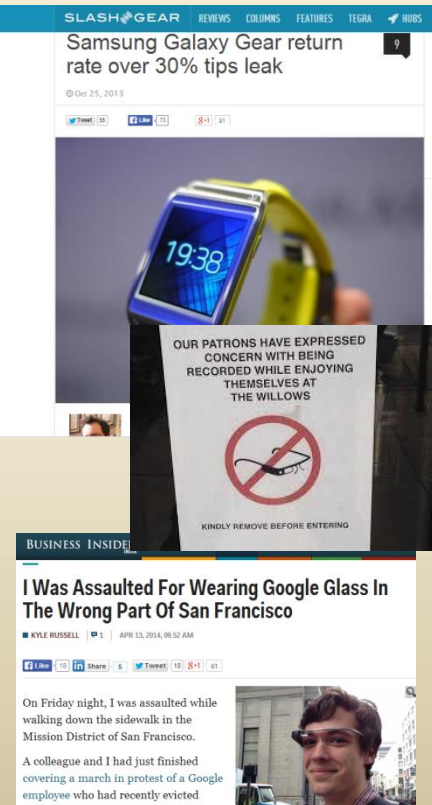 SLASHGEAR REVIEWS COLUMNS FEATURES TEGRA HUBS
Samsung Galaxy Gear return
rate over 30% tips leak
9
Oct 25, 2013
Tweet 55 Like 73 g+1 31
19:38
OUR PATRONS HAVE EXPRESSED
CONCERN WITH BEING
RECORDED WHILE ENJOYING
THEMSELVES AT
THE WILLOWS
KINDLY REMOVE BEFORE ENTERING
BUSINESS INSIDE
I Was Assaulted For Wearing Google Glass In
The Wrong Part Of San Francisco
KYLE RUSSELL 1 APR 13, 2014, 09.52 AM
Like 18 in Share 6 Tweet 18 g+1 61
On Friday night, I was assaulted while
walking down the sidewalk in the
Mission District of San Francisco.
A colleague and I had just finished
covering a march in protest of a Google
employee who had recently evicted